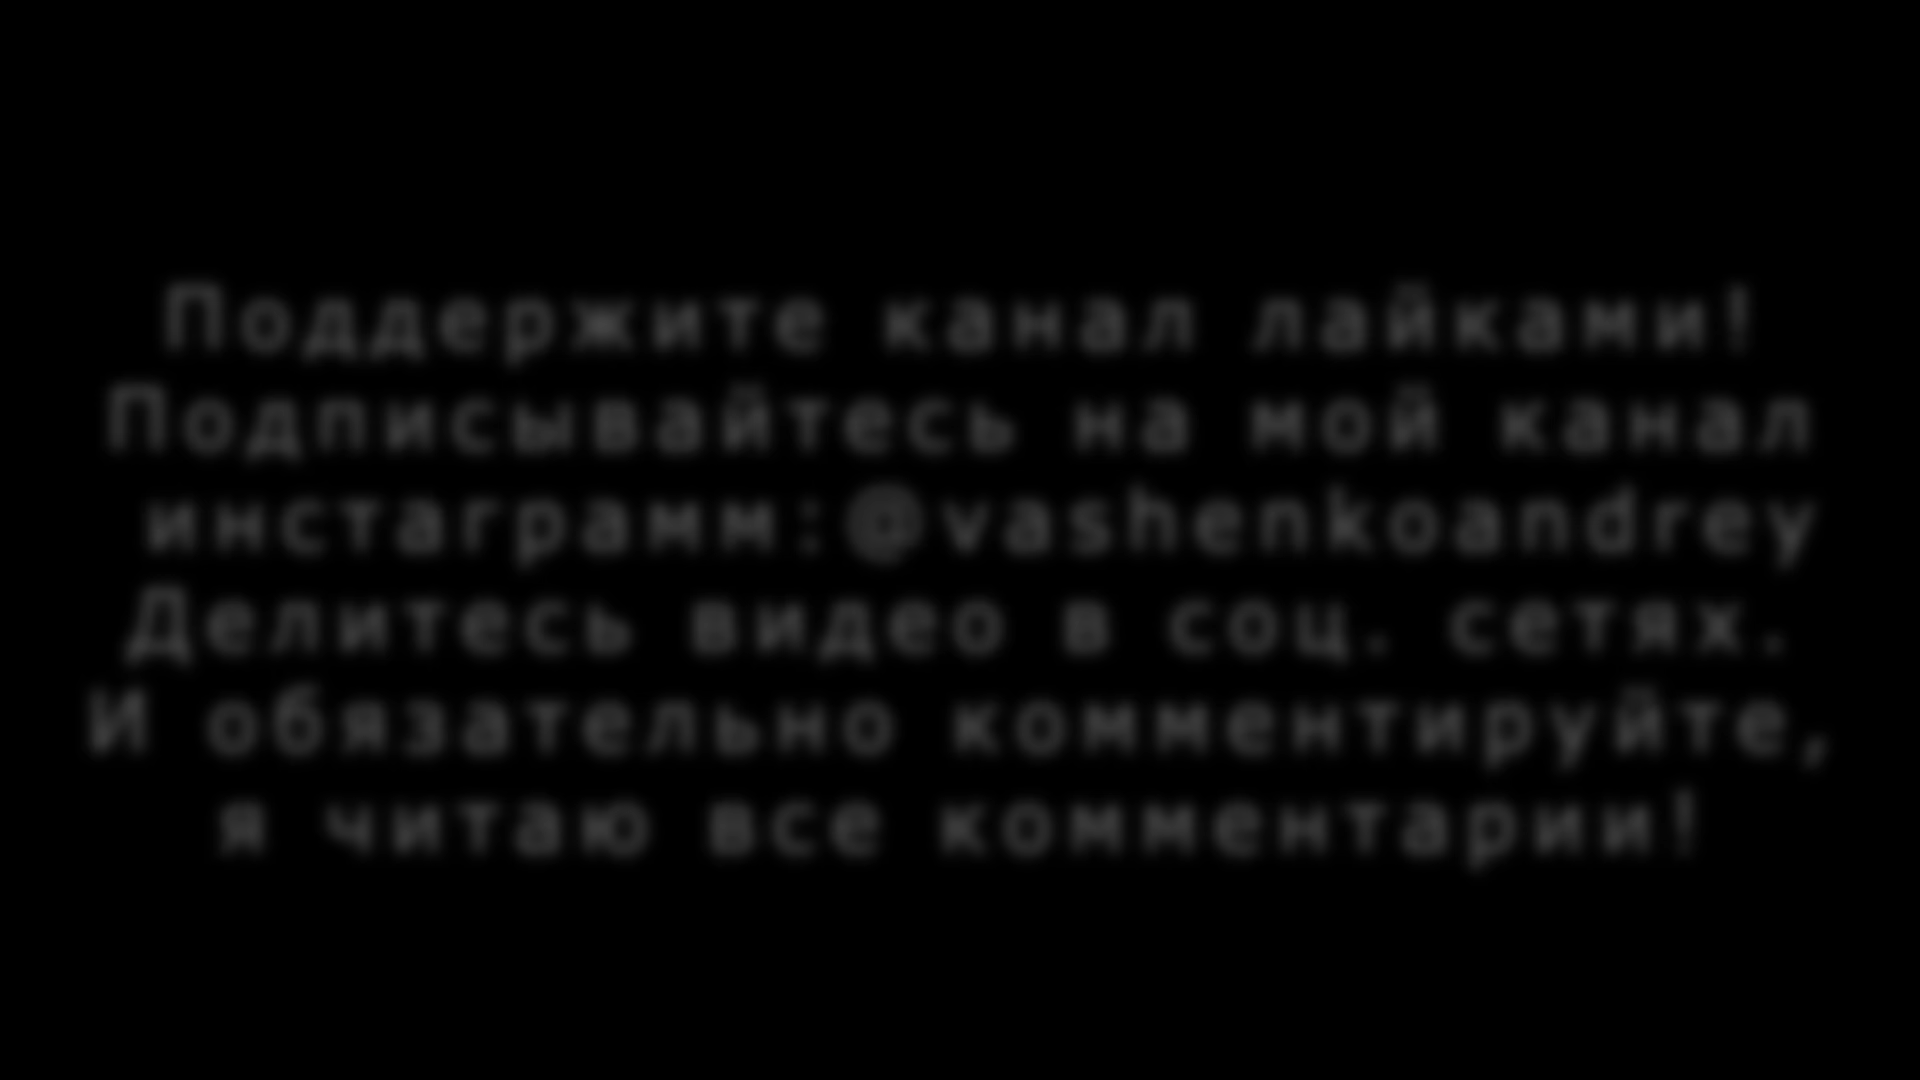 Поддержите канал лайками!
Подписывайтесь на мой канал
инстаграмм:@vashenkoandrey
Делитесь видео в соц. сетях.
И обязательно комментируйте,
я читаю все комментарии!